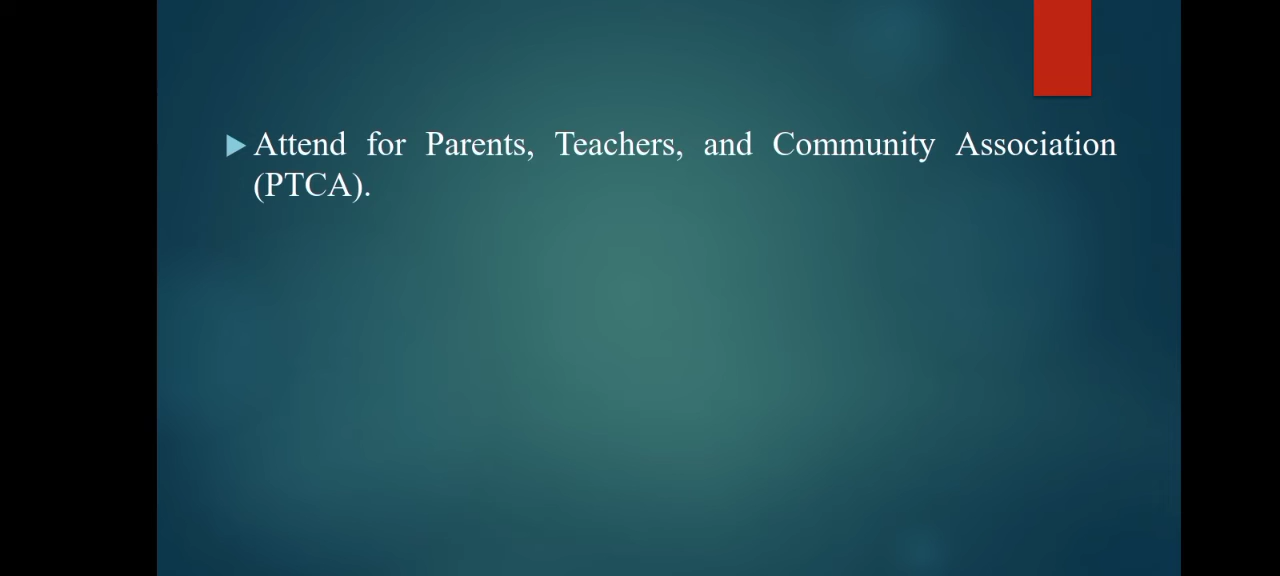 Attend for Parents, Teachers, and Community Association
(PTCA).